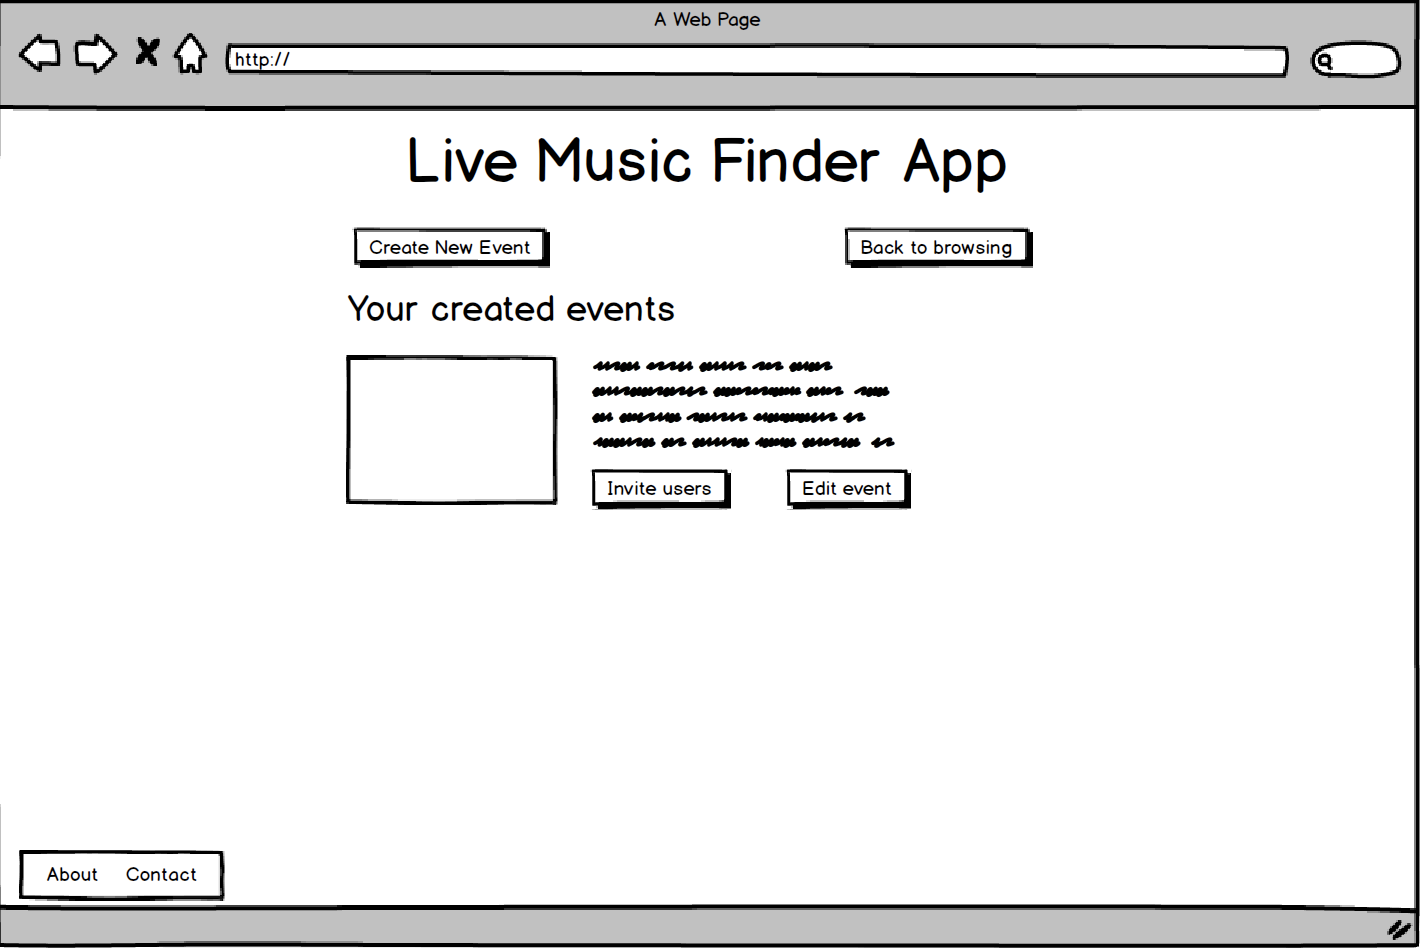 A Web Page
http://
Live Music Finder App
Create New Event
Back to browsing
Your created events
Invite users
Edit event
About Contact